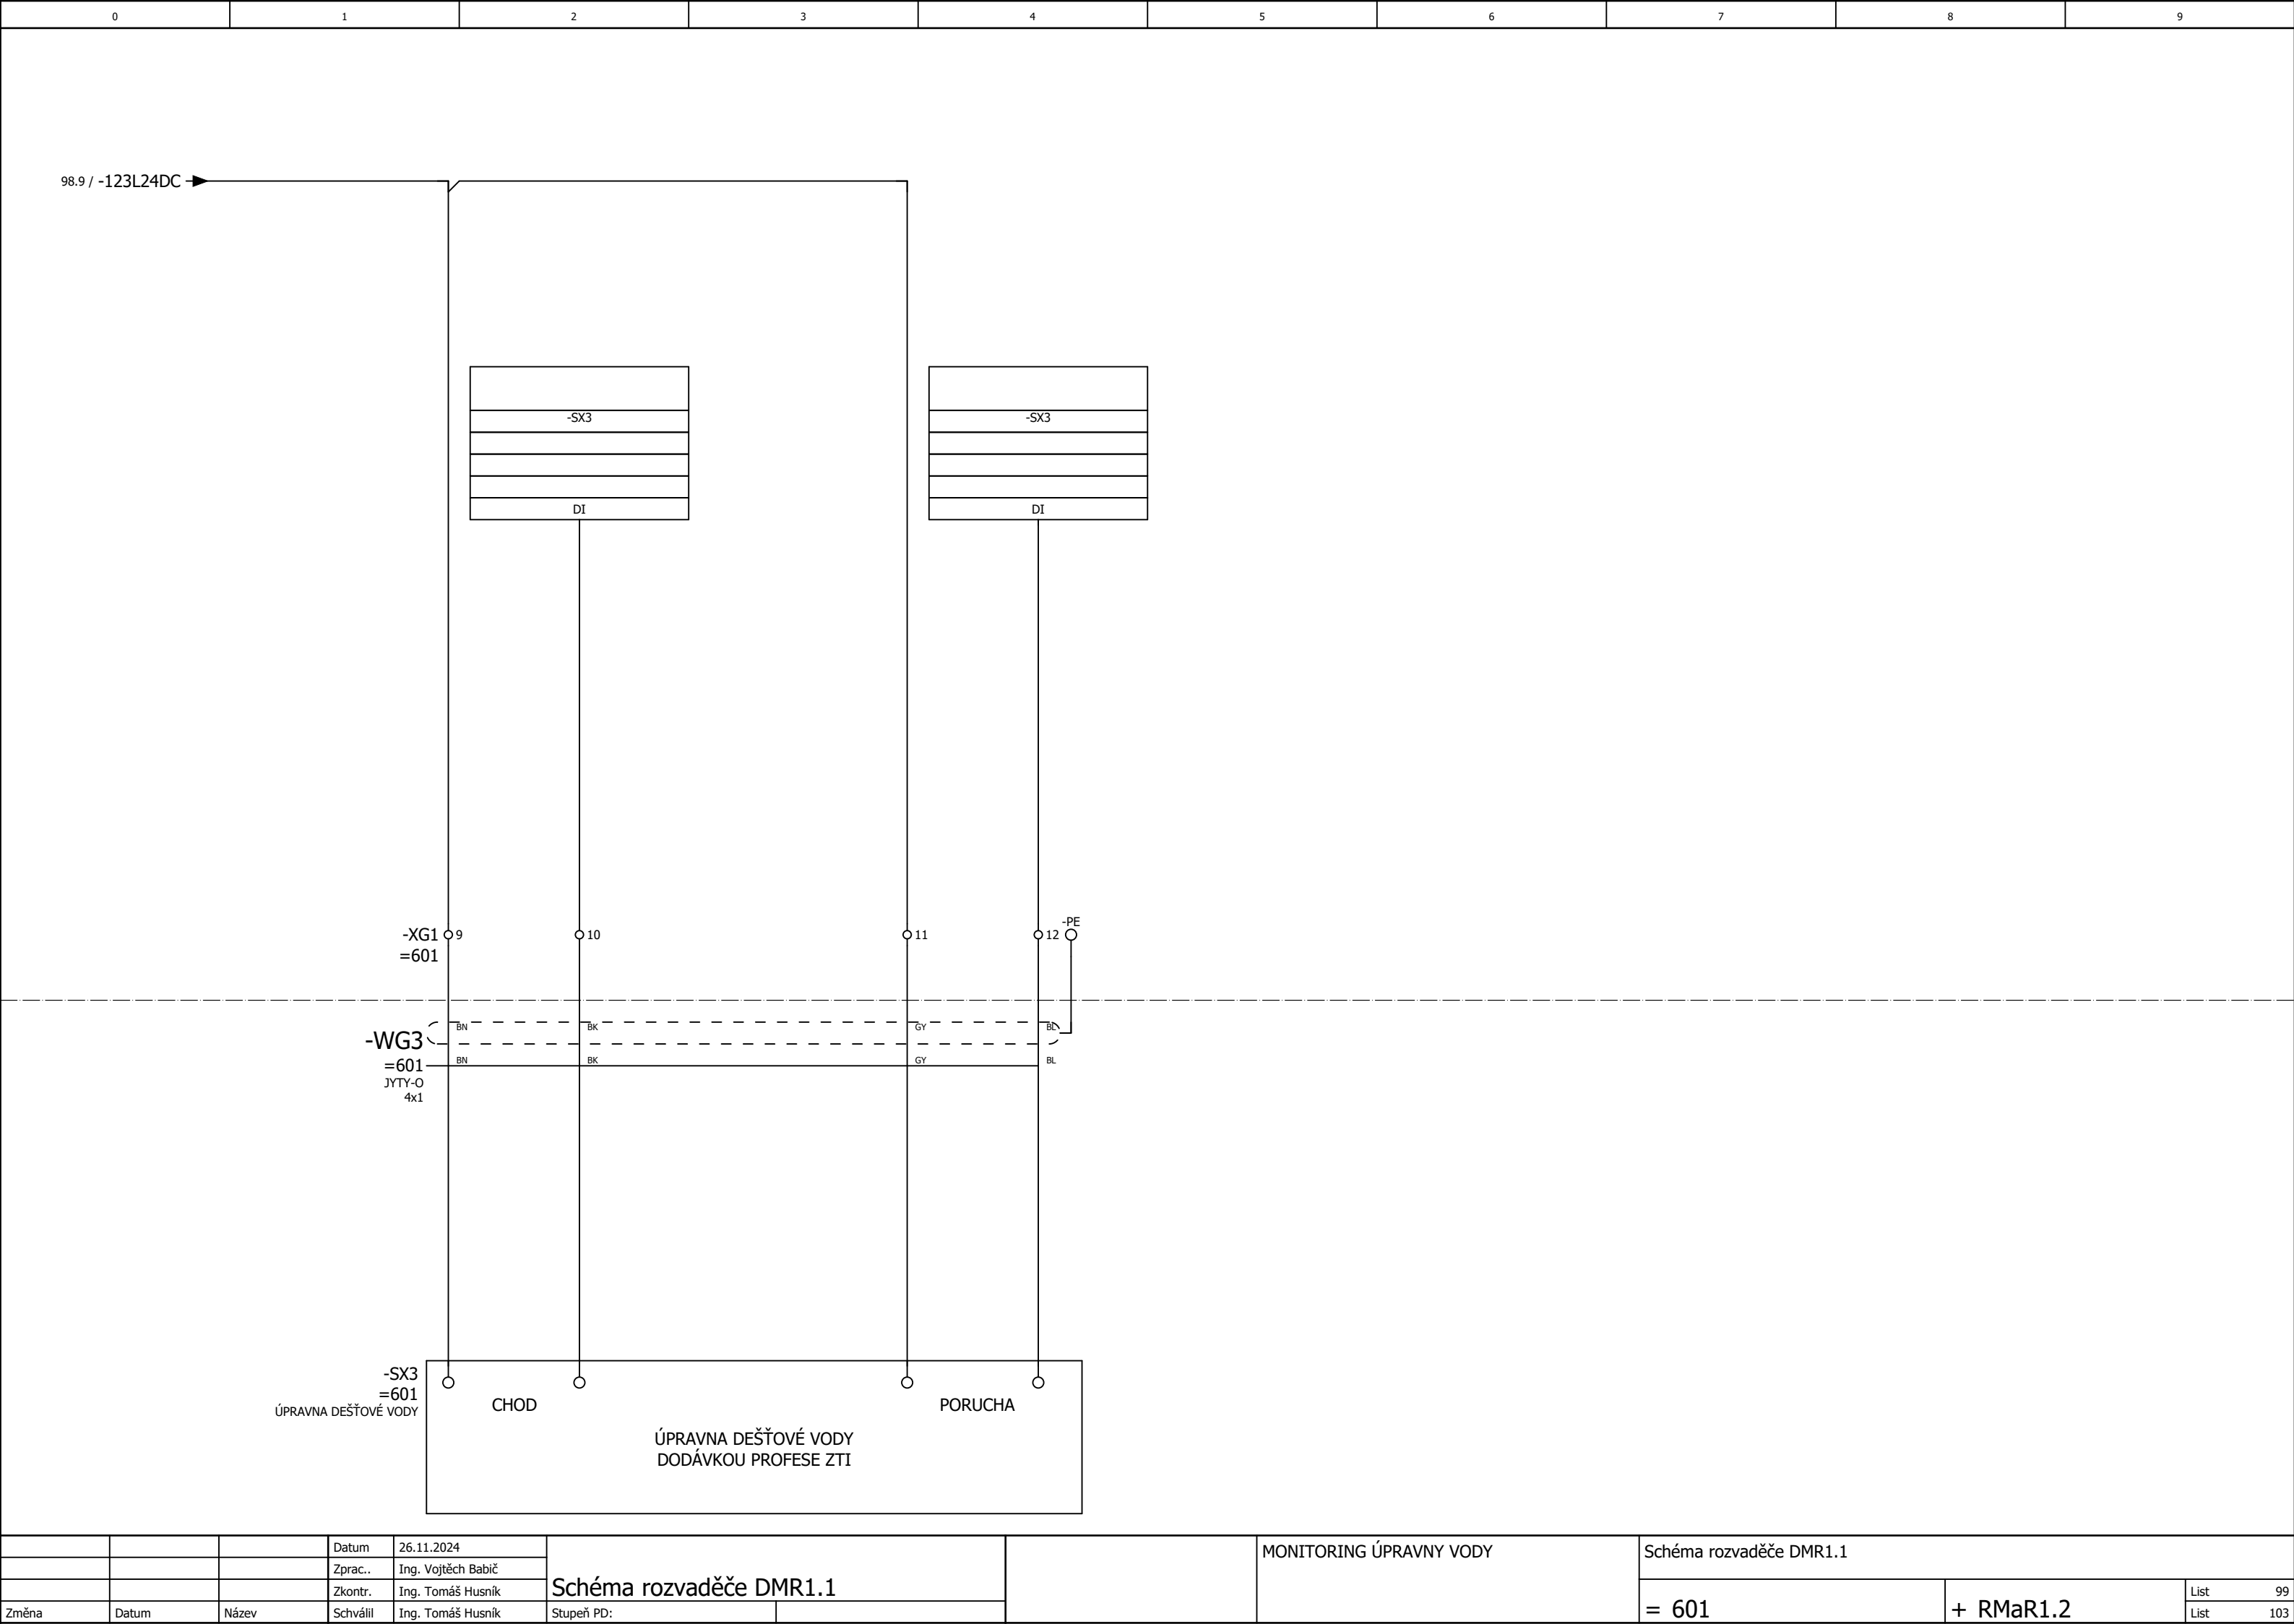 0 1 2 3 4 5 6 7 8 9
98.9 / -123L24DC
-SX3 -SX3
DI DI
-PE
-XG1 9 10 11 12
=601
BN BK GY BL
-WG3
=601 BN BK GY BL
JYTY-O
4x1
-SX3
=601
ÚPRAVNA DEŠŤOVÉ VODY
CHOD PORUCHA
ÚPRAVNA DEŠŤOVÉ VODY
DODÁVKOU PROFESE ZTI
Datum 26.11.2024
Zprac.. Ing. Vojtěch Babič
Zkontr. Ing. Tomáš Husník
Změna Datum Název Schválil Ing. Tomáš Husník
Schéma rozvaděče DMR1.1
Stupeň PD:
MONITORING ÚPRAVNY VODY
Schéma rozvaděče DMR1.1
= 601 + RMaR1.2
List 99
List 103